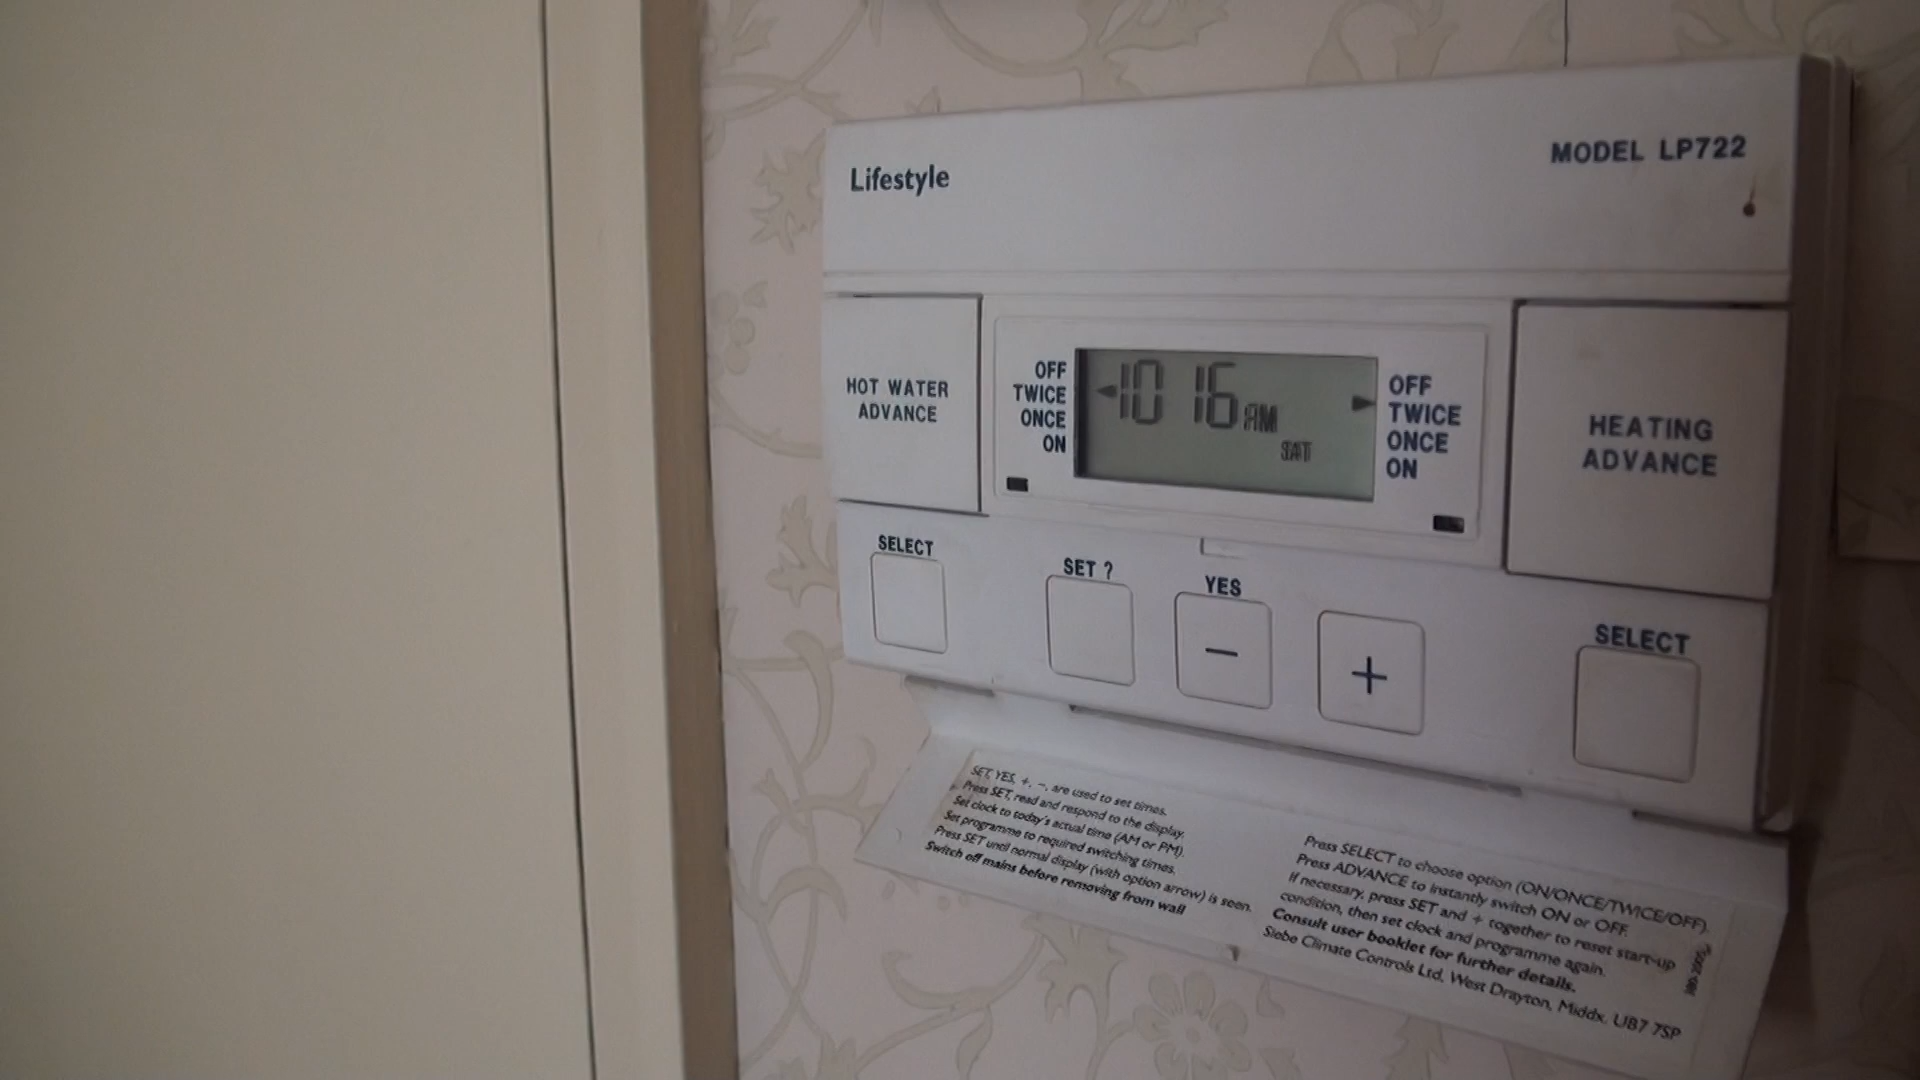 Lifestyle
MODEL LP722
HOT WATER
ADVANCE
OFF
TWICE
ONCE
ON
10 16 AM
SAT
OFF
TWICE
ONCE
ON
HEATING
ADVANCE
SELECT
SET ?
YES
−
+
SELECT
SET, YES, +, −, are used to set times.
Press SET, read and respond to the display.
Set clock to today's actual time (AM or PM).
Set programme to required switching times.
Press SET until normal display (with option arrow) is seen.
Switch off mains before removing from wall
Press SELECT to choose option (ON/ONCE/TWICE/OFF).
Press ADVANCE to instantly switch ON or OFF.
If necessary, press SET and + together to reset start-up
condition, then set clock and programme again.
Consult user booklet for further details.
Siebe Climate Controls Ltd, West Drayton, Middx. UB7 7SP